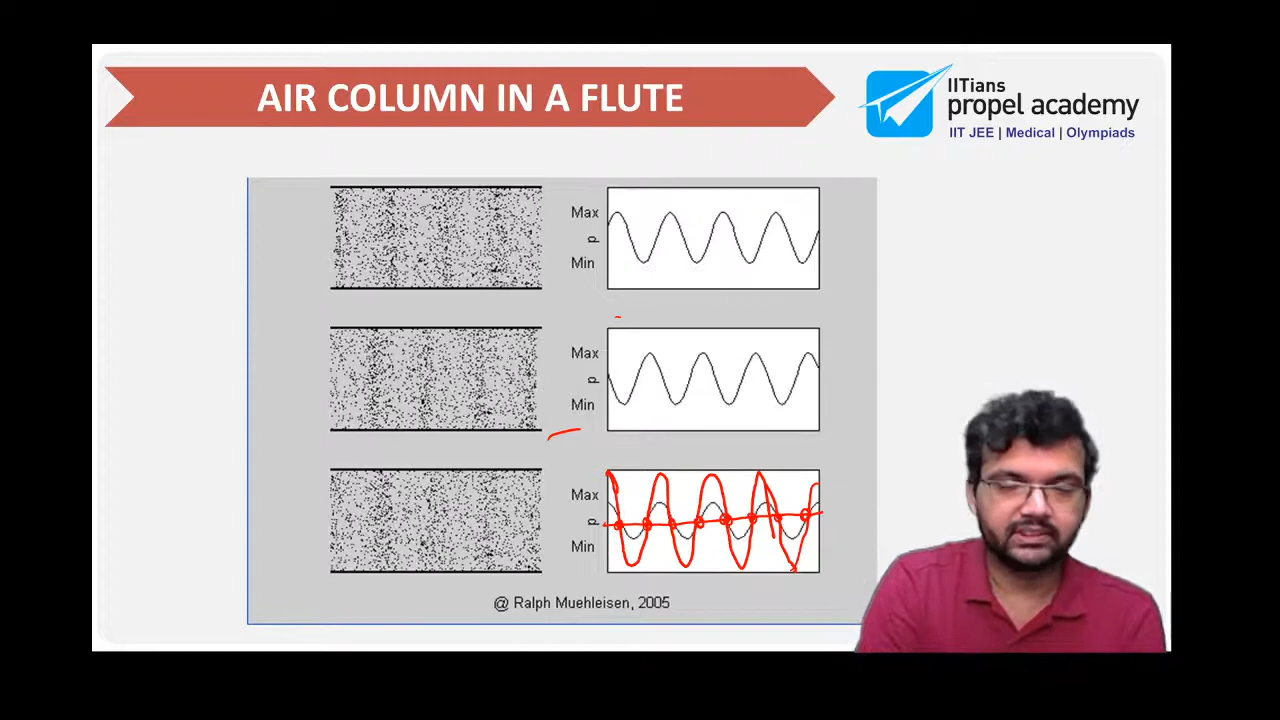 AIR COLUMN IN A FLUTE
IITians
propel academy
IIT JEE | Medical | Olympiads
Max
p
Min
Max
p
Min
Max
p
Min
@ Ralph Muehleisen, 2005